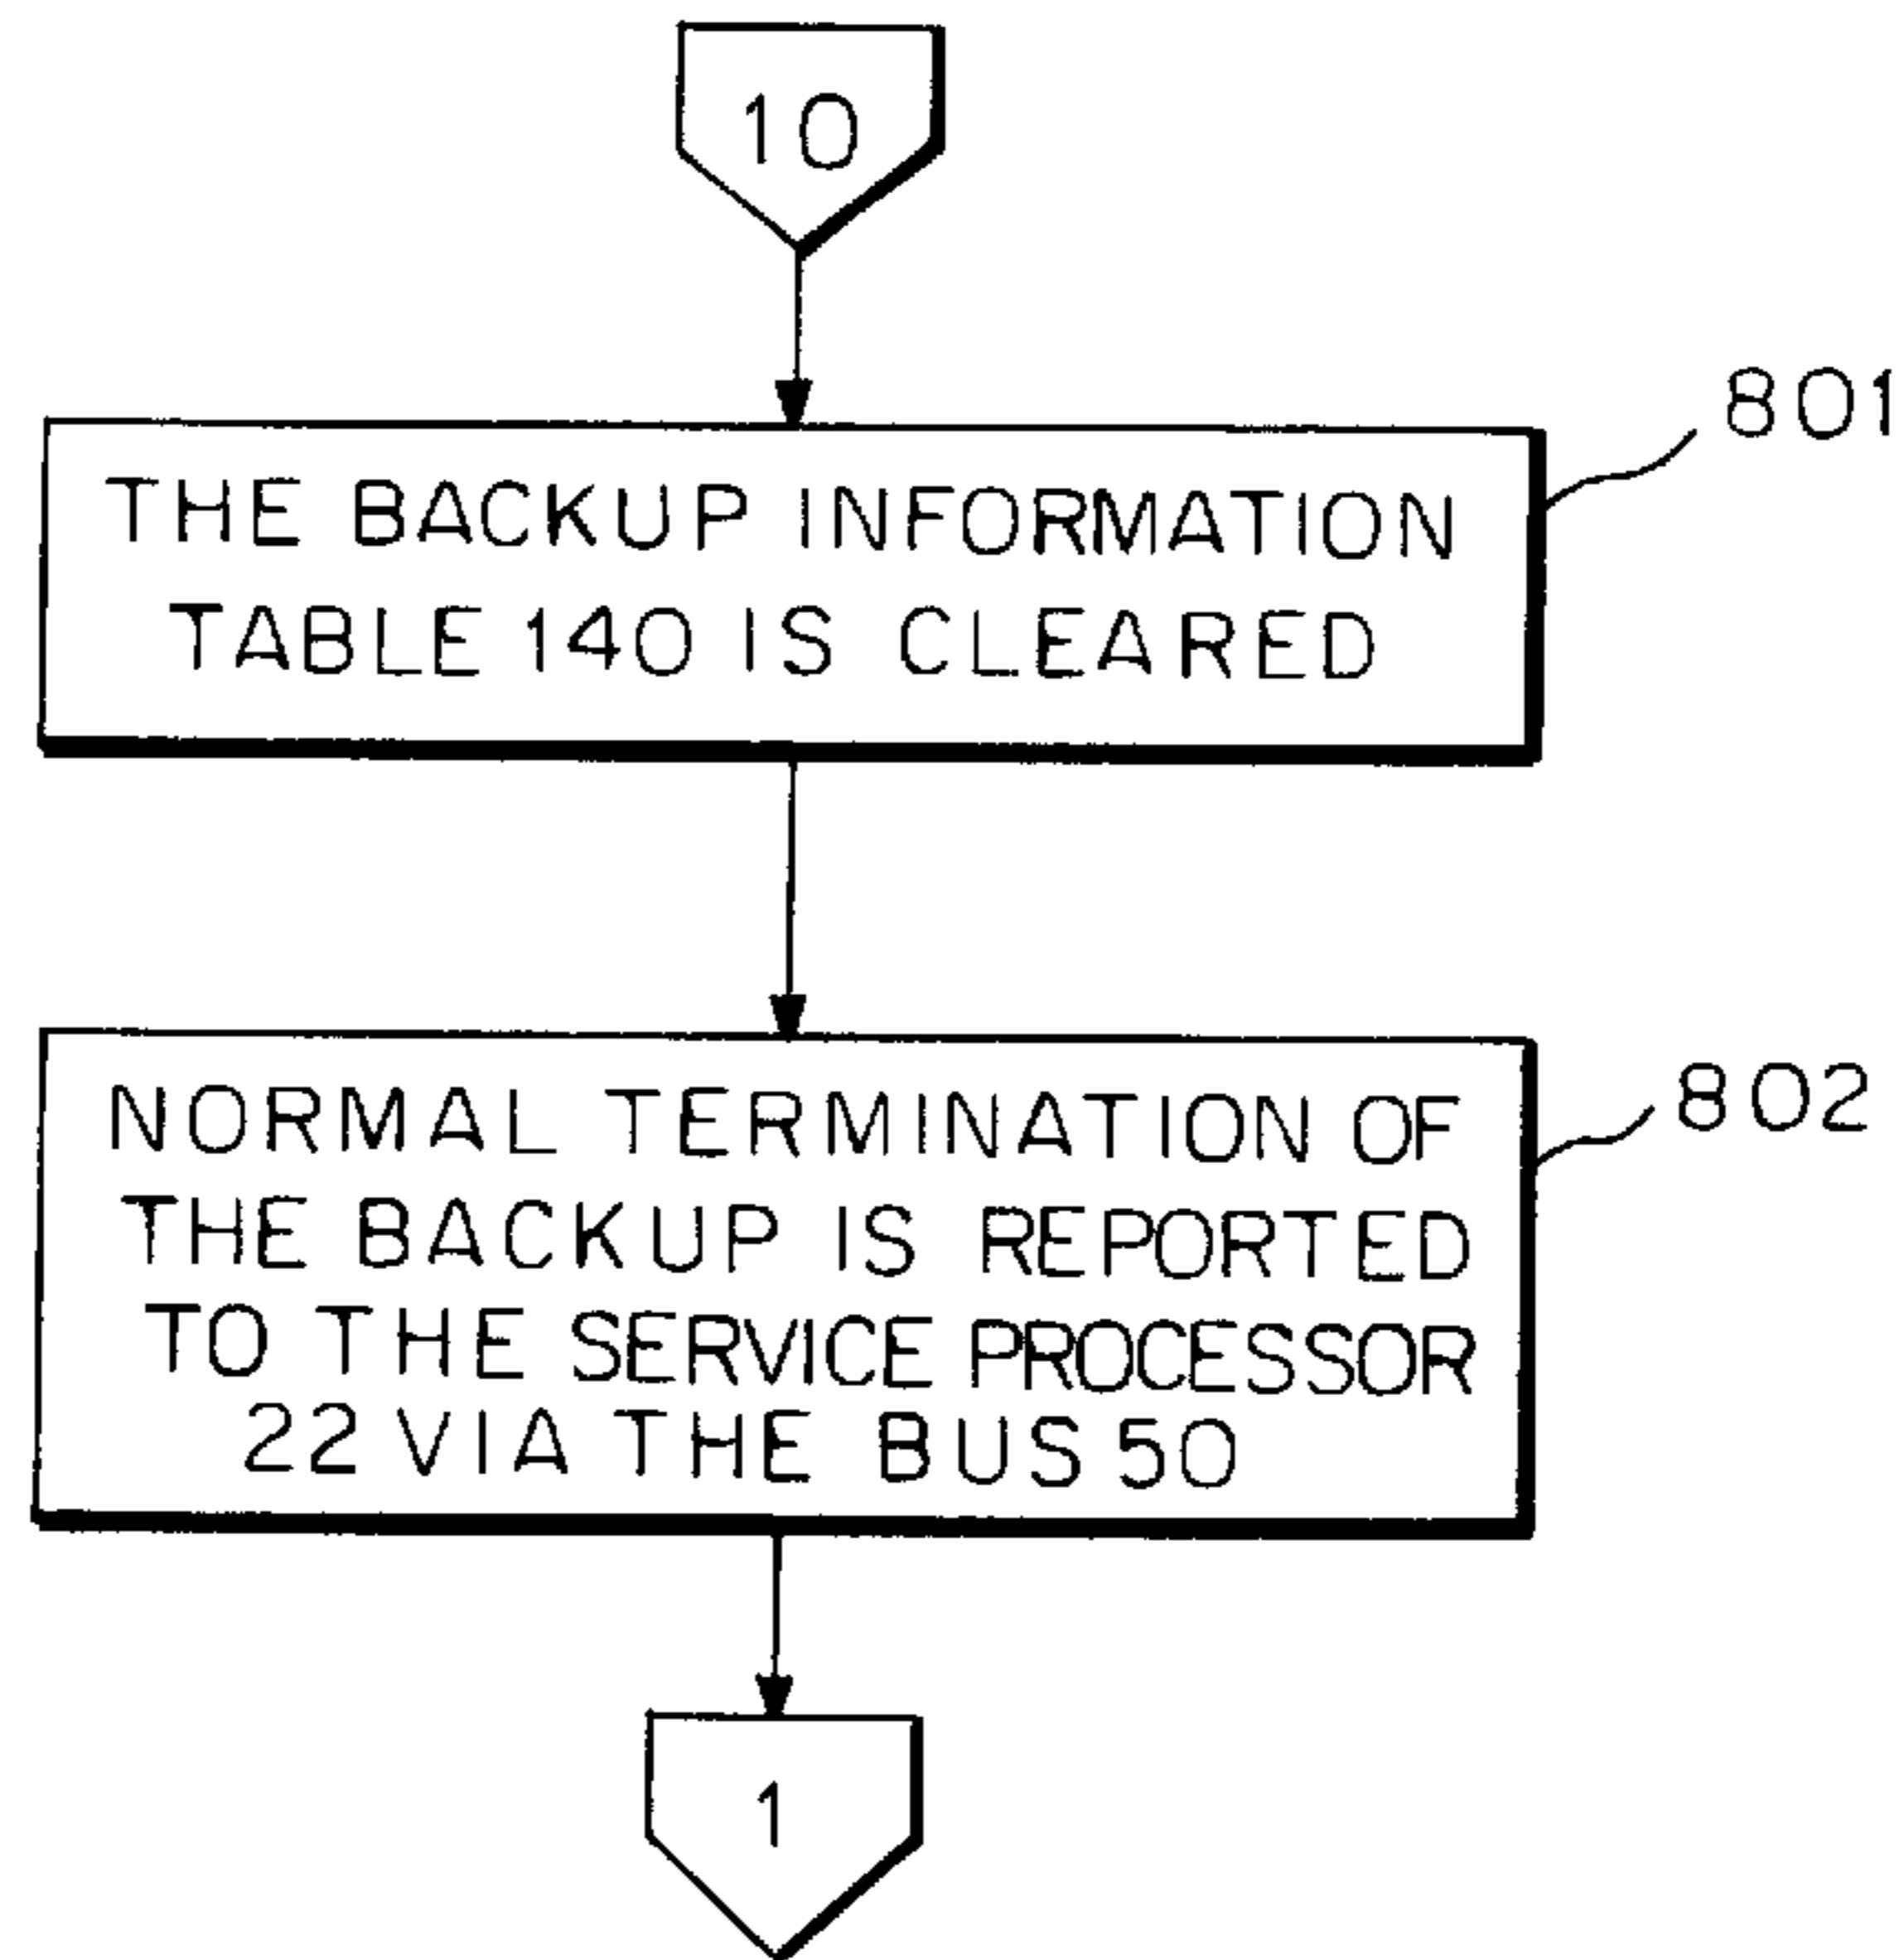 10
801
THE BACKUP INFORMATION
TABLE 140 IS CLEARED
802
NORMAL TERMINATION OF
THE BACKUP IS REPORTED
TO THE SERVICE PROCESSOR
22 VIA THE BUS 50
1